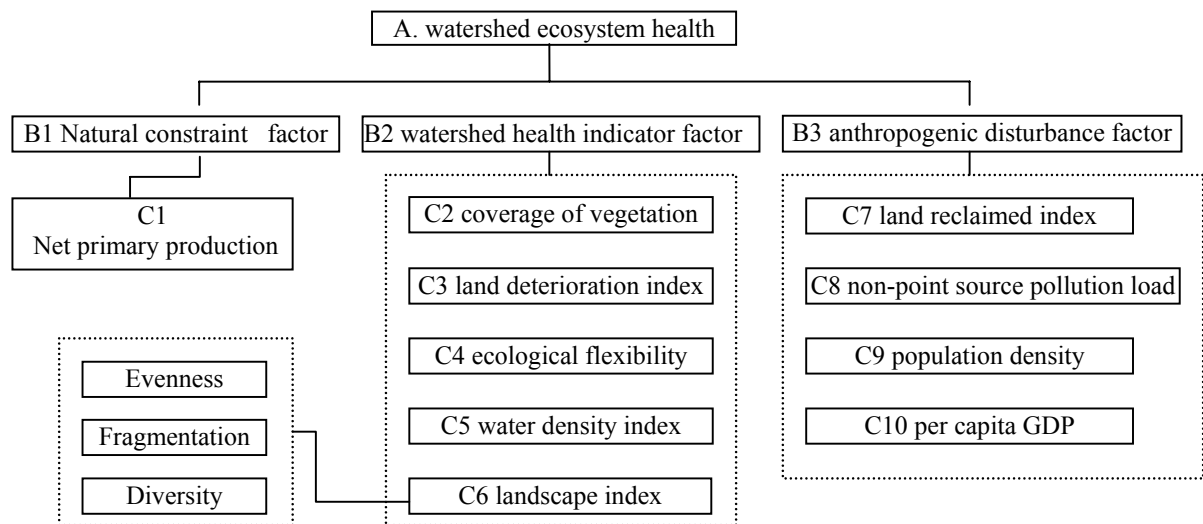 A. watershed ecosystem health
B1 Natural constraint factor
B2 watershed health indicator factor
B3 anthropogenic disturbance factor
C1
Net primary production
C2 coverage of vegetation
C3 land deterioration index
C4 ecological flexibility
C5 water density index
C6 landscape index
Evenness
Fragmentation
Diversity
C7 land reclaimed index
C8 non-point source pollution load
C9 population density
C10 per capita GDP